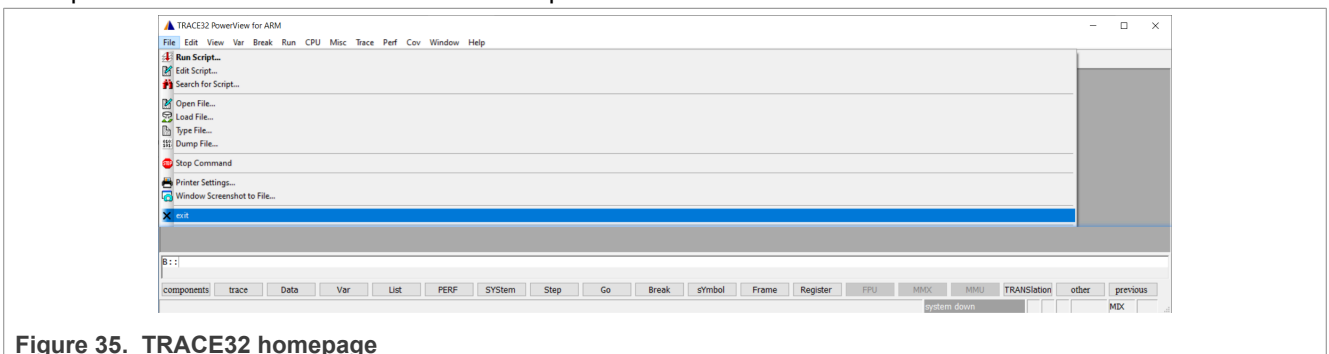 TRACE32 PowerView for ARM
File Edit View Var Break Run CPU Misc Trace Perf Cov Window Help
Run Script...
Edit Script...
Search for Script...
Open File...
Load File...
Type File...
Dump File...
Stop Command
Printer Settings...
Window Screenshot to File...
exit
B::
components trace Data Var List PERF SYStem Step Go Break sYmbol Frame Register FPU MMX MMU TRANSlation other previous
system down MIX
Figure 35. TRACE32 homepage